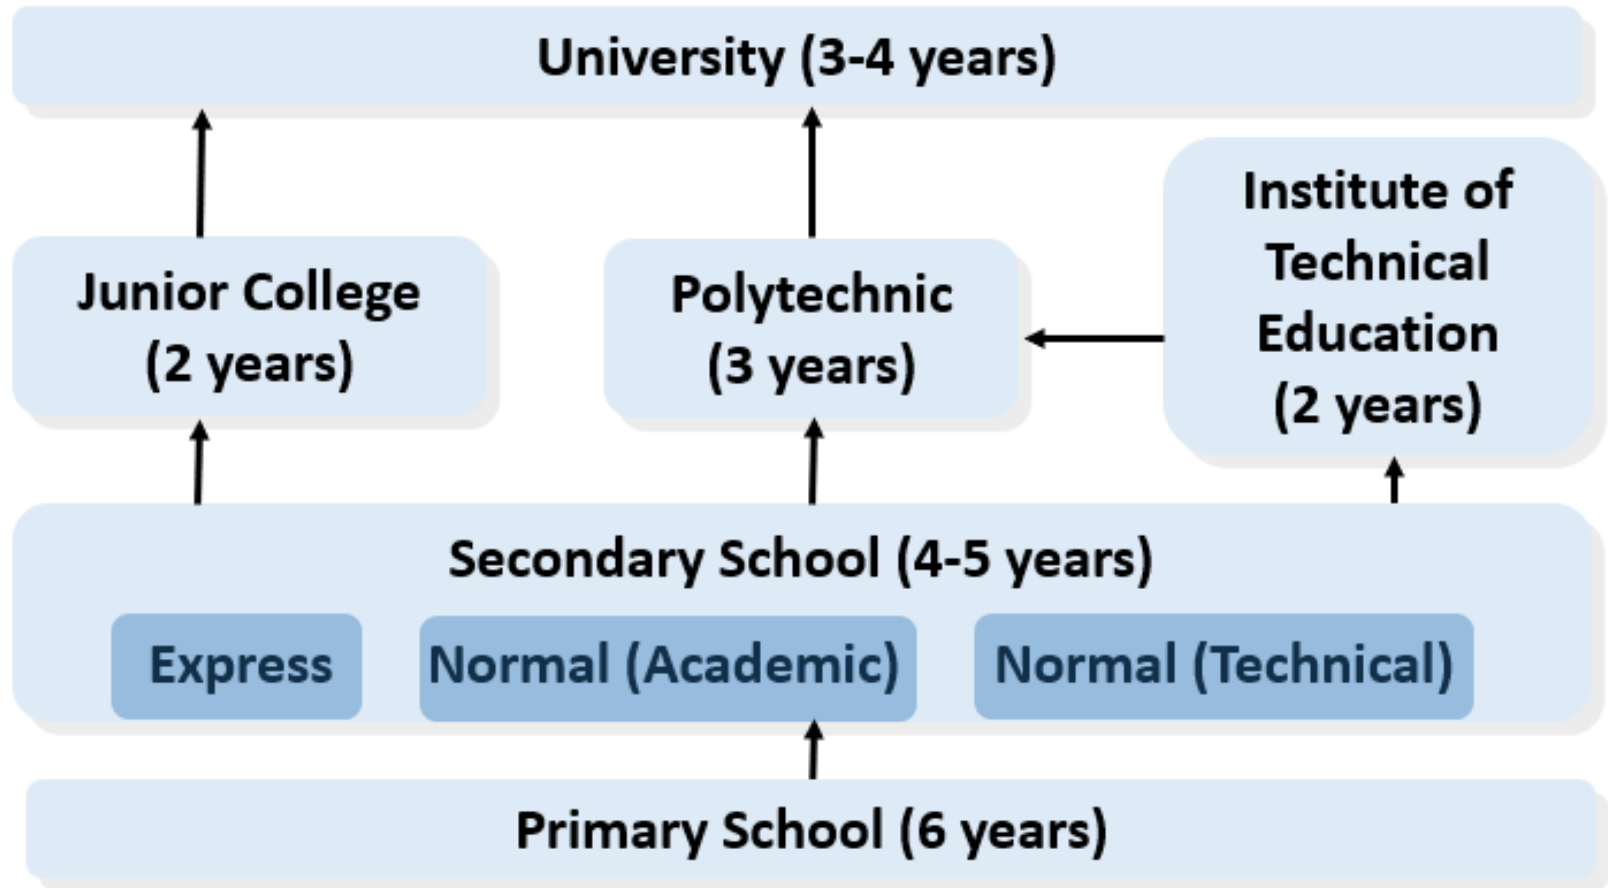 University (3-4 years)
Junior College
(2 years)
Polytechnic
(3 years)
Institute of
Technical
Education
(2 years)
Secondary School (4-5 years)
Express
Normal (Academic)
Normal (Technical)
Primary School (6 years)